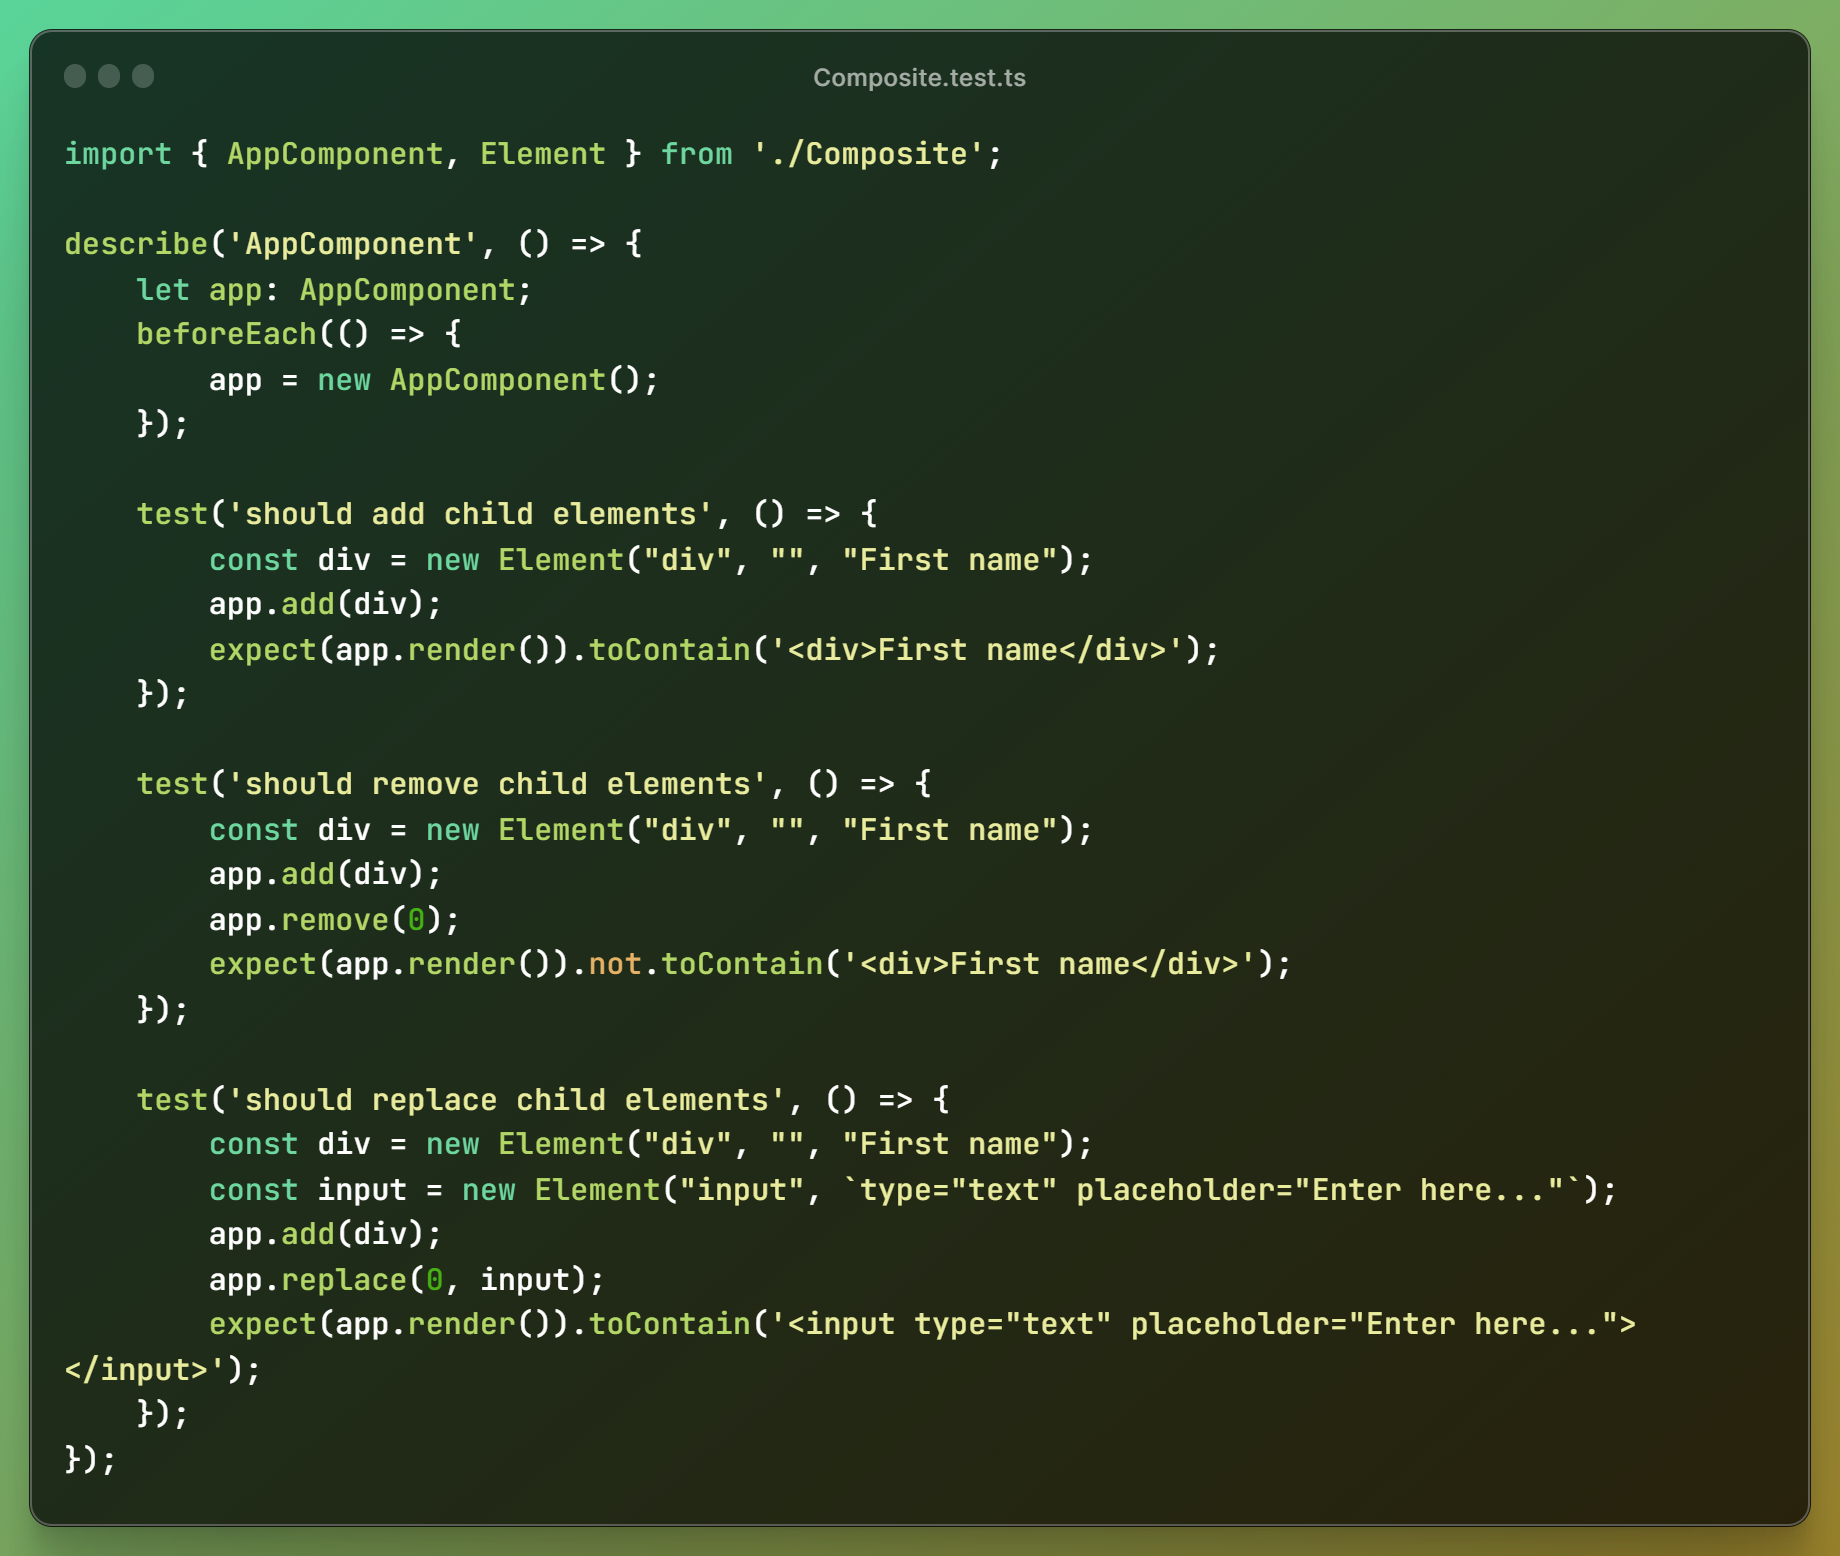 Composite.test.ts
import { AppComponent, Element } from './Composite';
describe('AppComponent', () => {
    let app: AppComponent;
    beforeEach(() => {
        app = new AppComponent();
    });
    test('should add child elements', () => {
        const div = new Element("div", "", "First name");
        app.add(div);
        expect(app.render()).toContain('<div>First name</div>');
    });
    test('should remove child elements', () => {
        const div = new Element("div", "", "First name");
        app.add(div);
        app.remove(0);
        expect(app.render()).not.toContain('<div>First name</div>');
    });
    test('should replace child elements', () => {
        const div = new Element("div", "", "First name");
        const input = new Element("input", `type="text" placeholder="Enter here..."`);
        app.add(div);
        app.replace(0, input);
        expect(app.render()).toContain('<input type="text" placeholder="Enter here...">
</input>');
    });
});